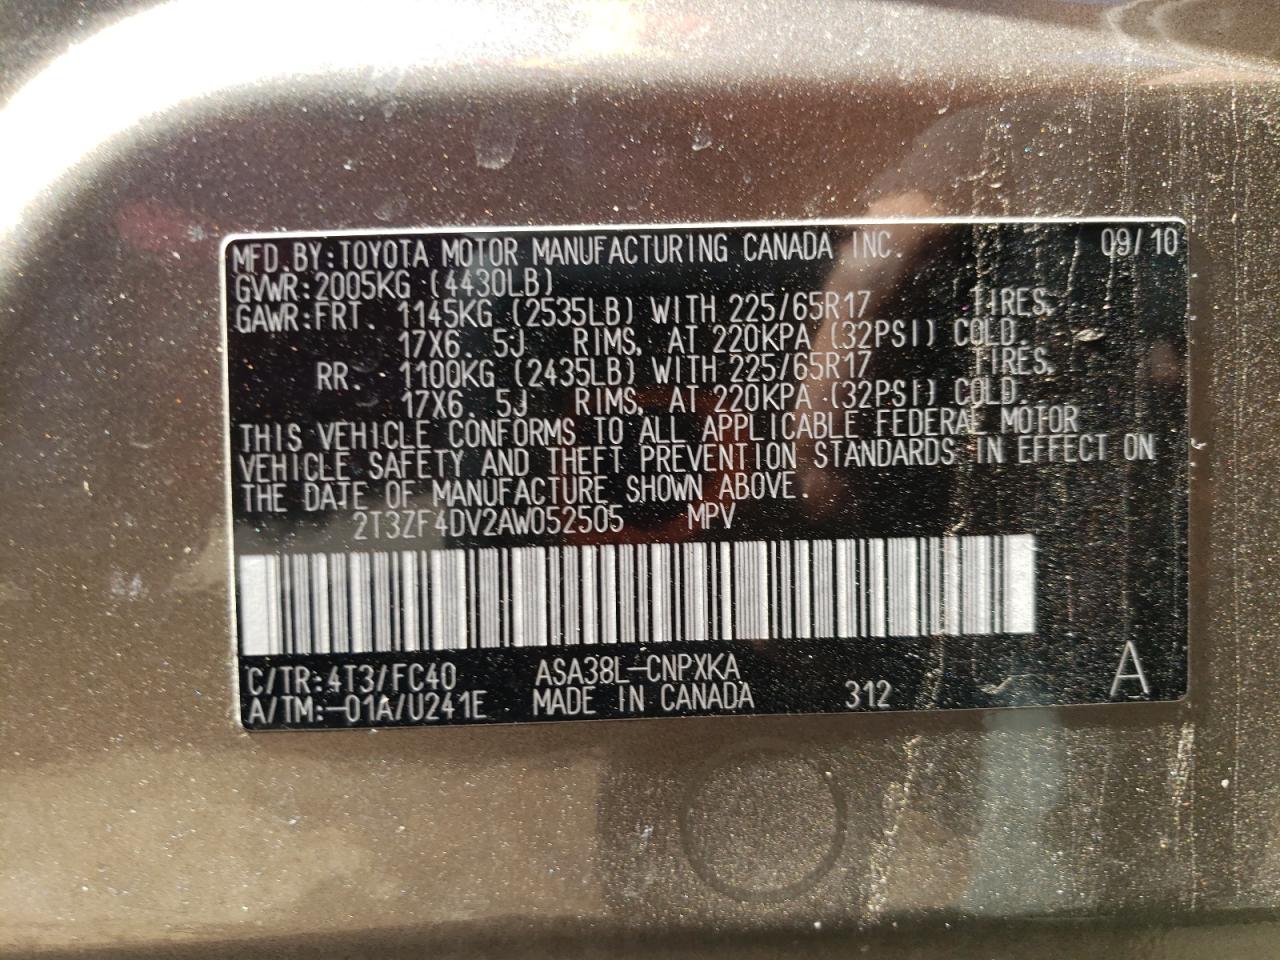 MFD. BY: TOYOTA MOTOR MANUFACTURING CANADA INC. 09/10
GVWR: 2005KG (4430LB)
GAWR: FRT. 1145KG (2535LB) WITH 225/65R17 TIRES,
17X6. 5J RIMS, AT 220KPA (32PSI) COLD.
RR. 1100KG (2435LB) WITH 225/65R17 TIRES,
17X6. 5J RIMS, AT 220KPA (32PSI) COLD.
THIS VEHICLE CONFORMS TO ALL APPLICABLE FEDERAL MOTOR
VEHICLE SAFETY AND THEFT PREVENTION STANDARDS IN EFFECT ON
THE DATE OF MANUFACTURE SHOWN ABOVE.
2T3ZF4DV2AW052505 MPV
C/TR: 4T3/FC40 ASA38L-CNPXKA
A/TM: -01A/U241E MADE IN CANADA 312 A